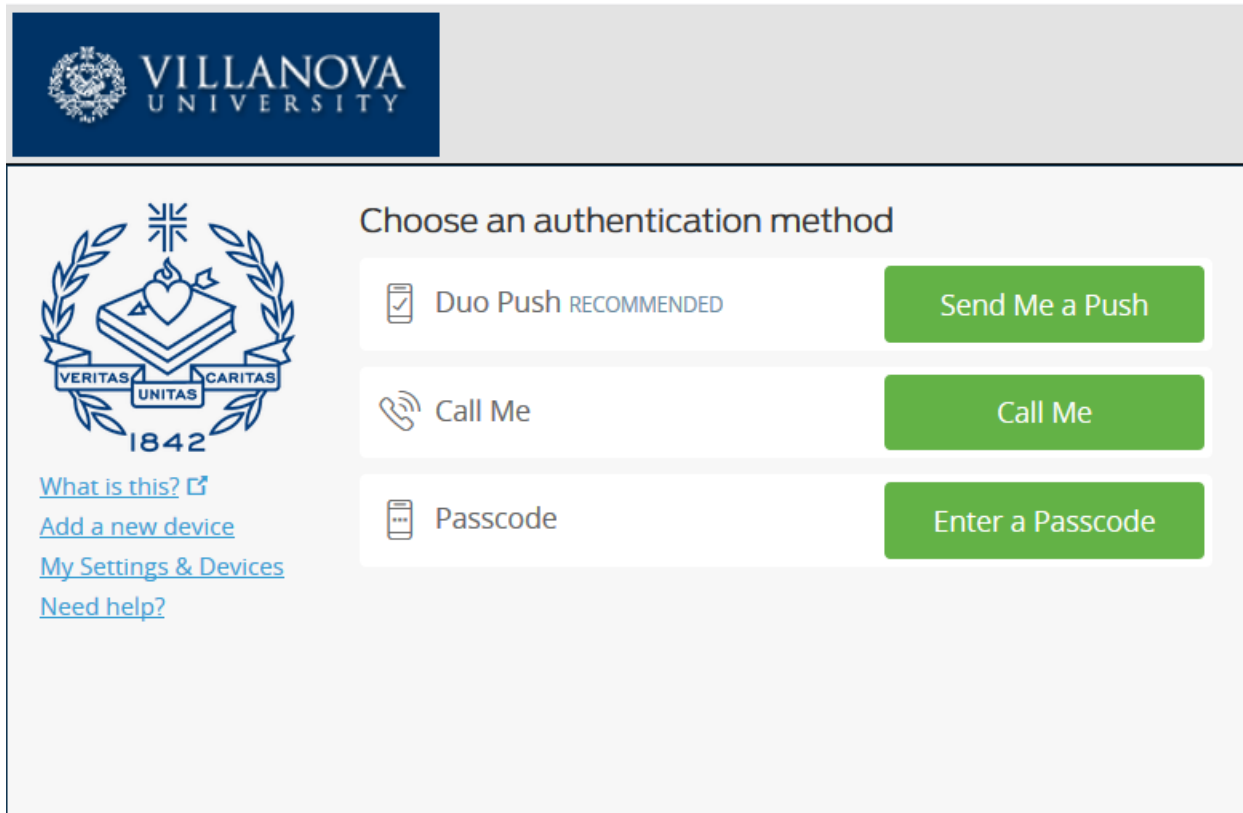 VILLANOVA
UNIVERSITY
Choose an authentication method
Duo Push RECOMMENDED
Send Me a Push
Call Me
Call Me
Passcode
Enter a Passcode
VERITAS
UNITAS
CARITAS
1842
What is this?
Add a new device
My Settings & Devices
Need help?